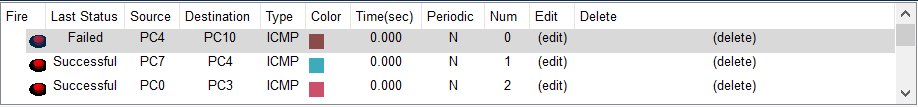 Fire Last Status Source Destination Type Color Time(sec) Periodic Num Edit Delete
Failed PC4 PC10 ICMP 0.000 N 0 (edit) (delete)
Successful PC7 PC4 ICMP 0.000 N 1 (edit) (delete)
Successful PC0 PC3 ICMP 0.000 N 2 (edit) (delete)